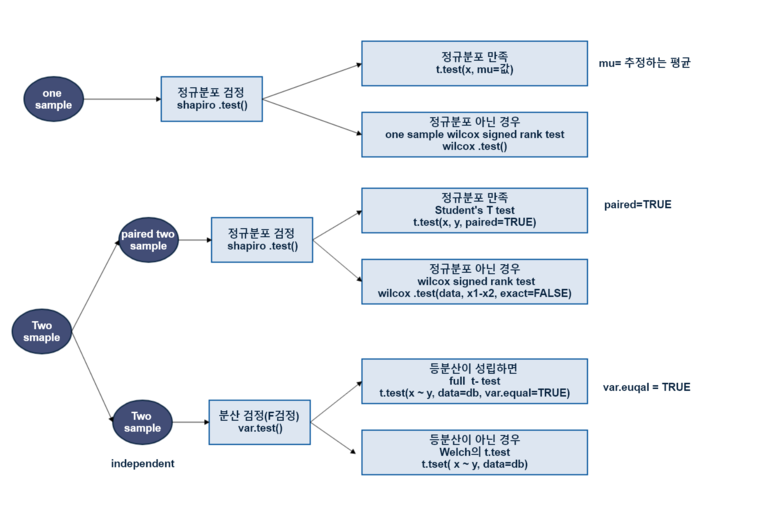 one
sample
정규분포 검정
shapiro .test()
정규분포 만족
t.test(x, mu=값)
mu= 추정하는 평균
정규분포 아닌 경우
one sample wilcox signed rank test
wilcox .test()
Two
smaple
paired two
sample
정규분포 검정
shapiro .test()
정규분포 만족
Student's T test
t.test(x, y, paired=TRUE)
paired=TRUE
정규분포 아닌 경우
wilcox signed rank test
wilcox .test(data, x1-x2, exact=FALSE)
Two
sample
independent
분산 검정(F검정)
var.test()
등분산이 성립하면
full t- test
t.test(x ~ y, data=db, var.equal=TRUE)
var.euqal = TRUE
등분산이 아닌 경우
Welch의 t.test
t.tset( x ~ y, data=db)